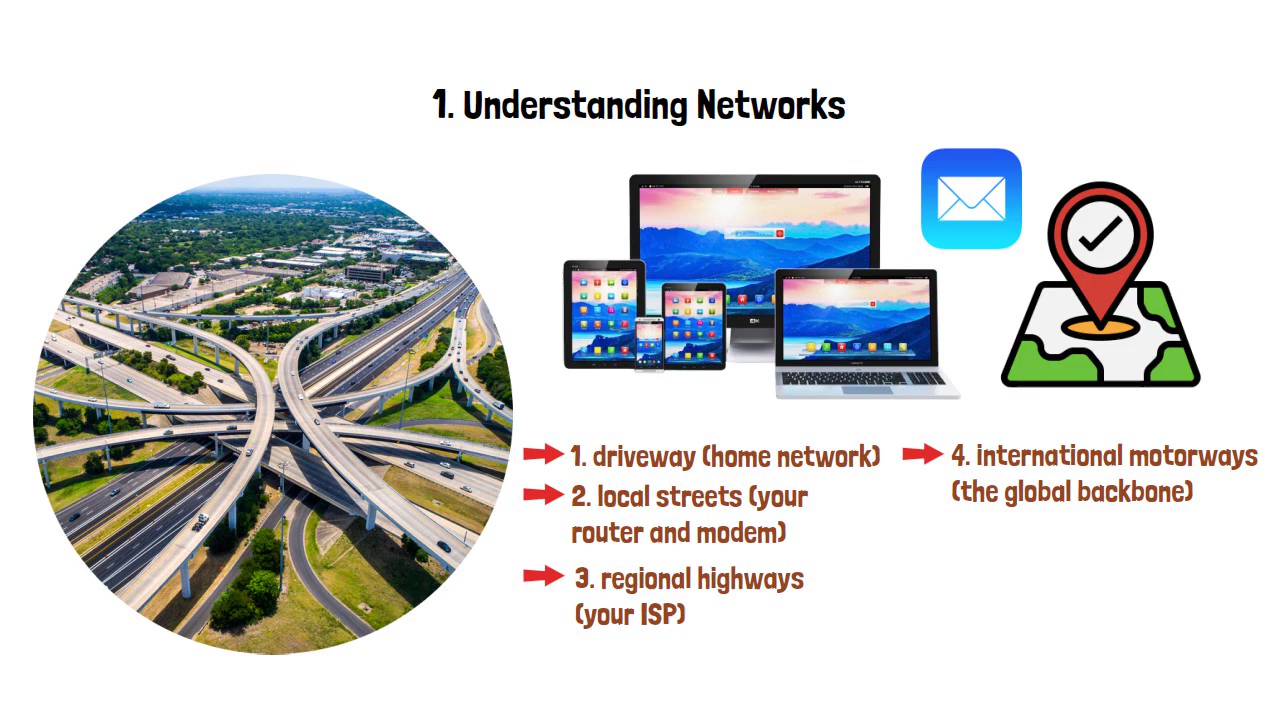 1. Understanding Networks
1. driveway (home network)
2. local streets (your
router and modem)
3. regional highways
(your ISP)
4. international motorways
(the global backbone)